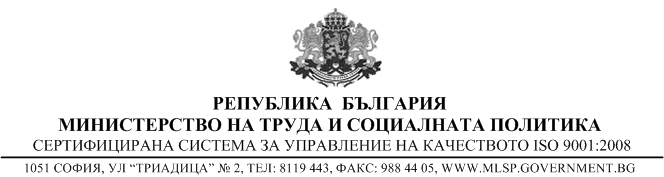 РЕПУБЛИКА БЪЛГАРИЯ
МИНИСТЕРСТВО НА ТРУДА И СОЦИАЛНАТА ПОЛИТИКА
СЕРТИФИЦИРАНА СИСТЕМА ЗА УПРАВЛЕНИЕ НА КАЧЕСТВОТО ISO 9001:2008
1051 СОФИЯ, УЛ “ТРИАДИЦА” № 2, ТЕЛ: 8119 443, ФАКС: 988 44 05, WWW.MLSP.GOVERNMENT.BG